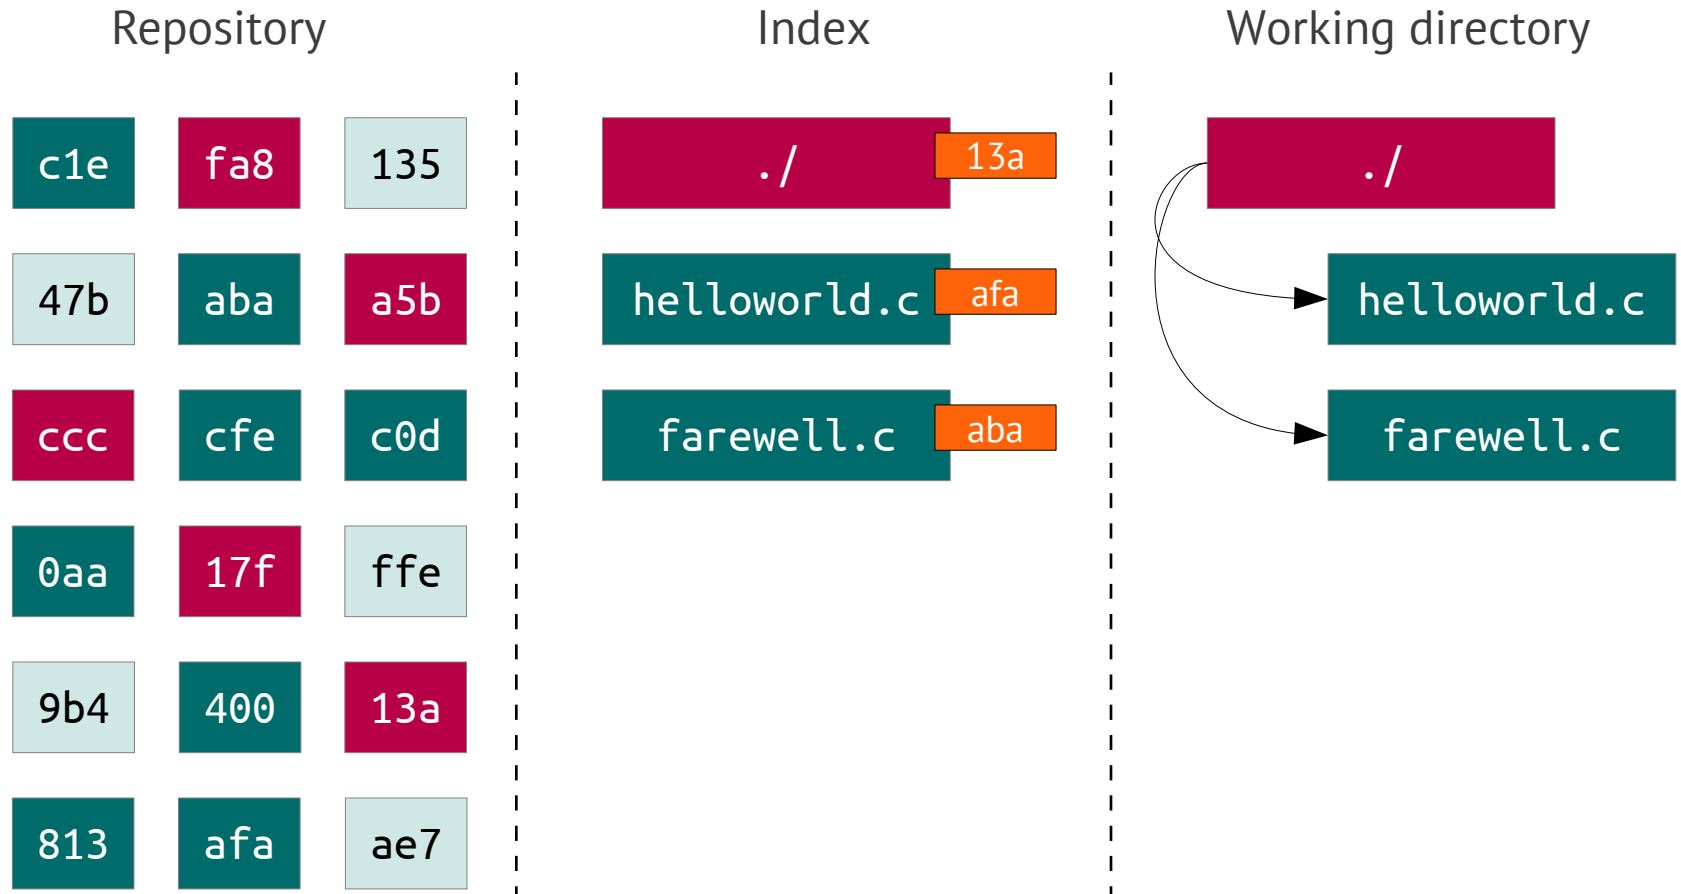 Repository
Index
Working directory
c1e
fa8
135
./
13a
./
47b
aba
a5b
helloworld.c
afa
helloworld.c
ccc
cfe
c0d
farewell.c
aba
farewell.c
0aa
17f
ffe
9b4
400
13a
813
afa
ae7